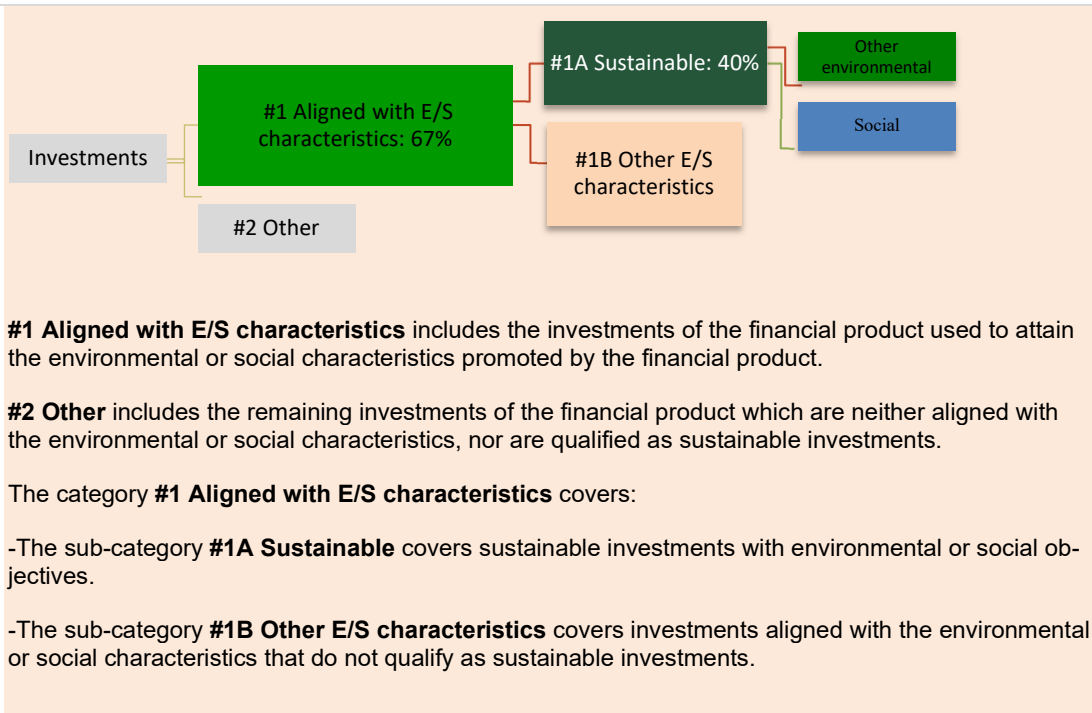 Investments
#1 Aligned with E/S
characteristics: 67%
#2 Other
#1A Sustainable: 40%
#1B Other E/S
characteristics
Other
environmental
Social
#1 Aligned with E/S characteristics includes the investments of the financial product used to attain
the environmental or social characteristics promoted by the financial product.
#2 Other includes the remaining investments of the financial product which are neither aligned with
the environmental or social characteristics, nor are qualified as sustainable investments.
The category #1 Aligned with E/S characteristics covers:
-The sub-category #1A Sustainable covers sustainable investments with environmental or social ob-
jectives.
-The sub-category #1B Other E/S characteristics covers investments aligned with the environmental
or social characteristics that do not qualify as sustainable investments.